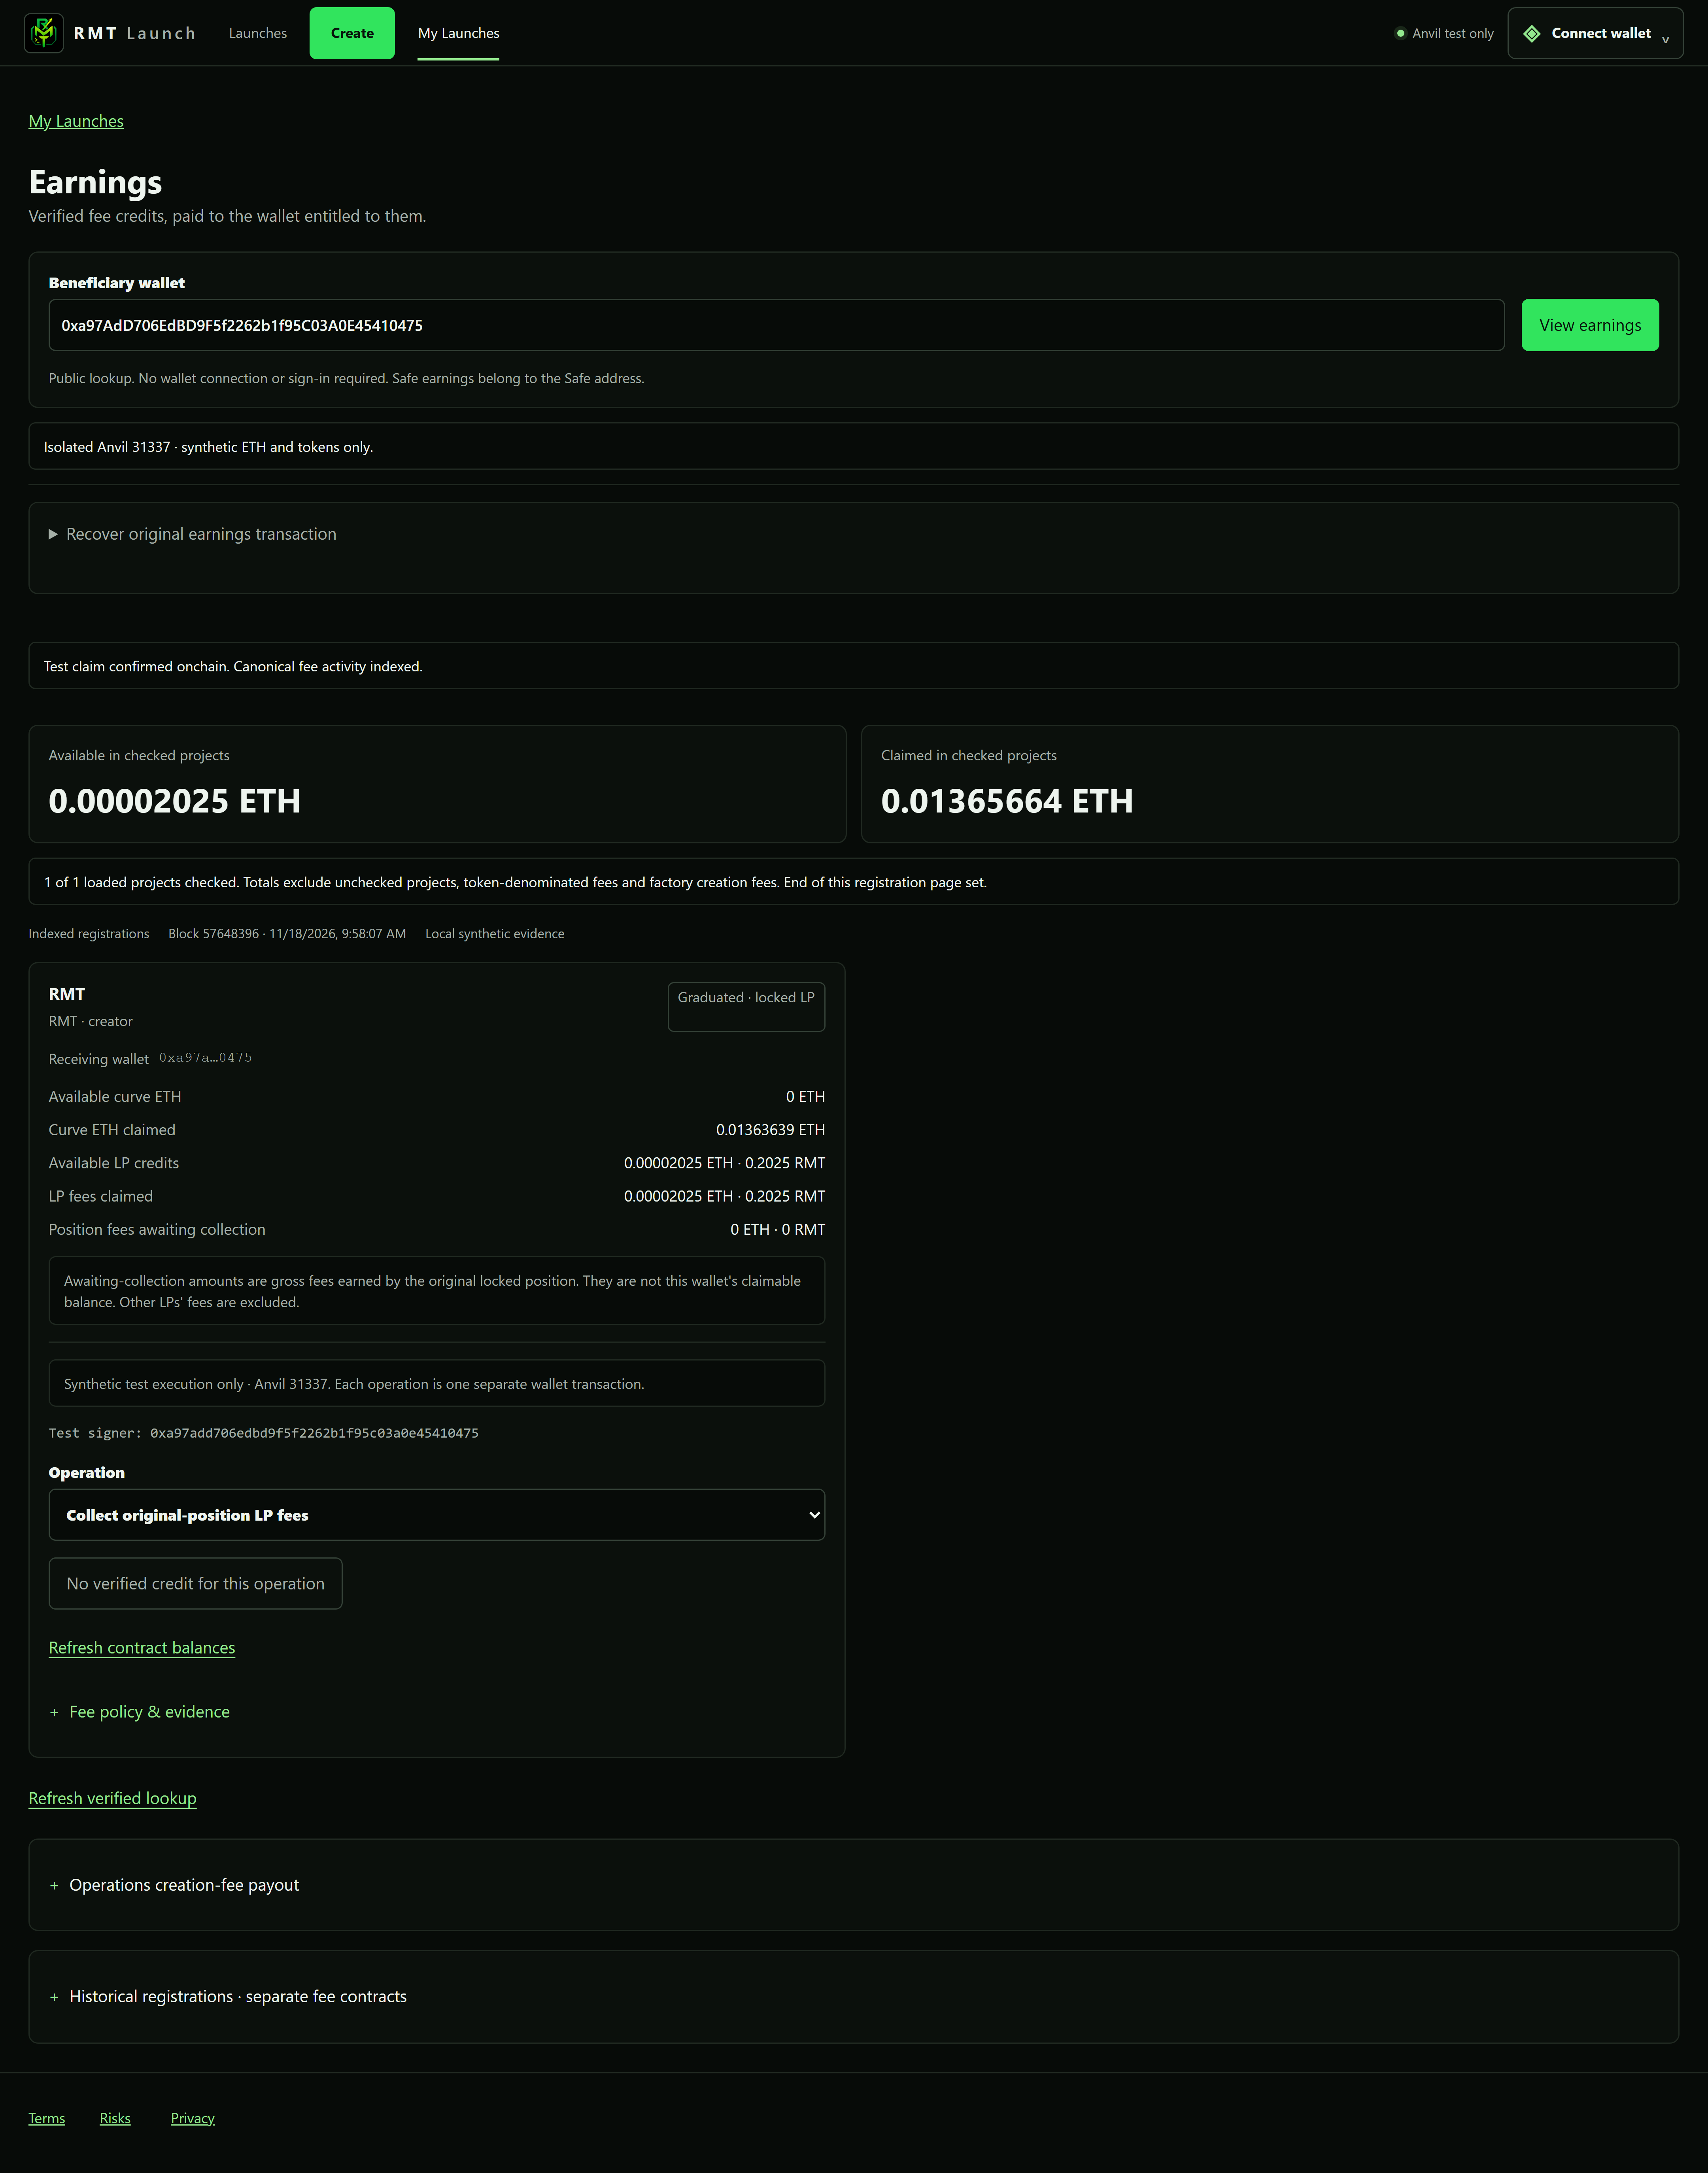 RMT Launch
Launches
Create
My Launches
Anvil test only
Connect wallet
v
My Launches
Earnings
Verified fee credits, paid to the wallet entitled to them.
Beneficiary wallet
0xa97AdD706EdBD9F5f2262b1f95C03A0E45410475
View earnings
Public lookup. No wallet connection or sign-in required. Safe earnings belong to the Safe address.
Isolated Anvil 31337 · synthetic ETH and tokens only.
▶ Recover original earnings transaction
Test claim confirmed onchain. Canonical fee activity indexed.
Available in checked projects
0.00002025 ETH
Claimed in checked projects
0.01365664 ETH
1 of 1 loaded projects checked. Totals exclude unchecked projects, token-denominated fees and factory creation fees. End of this registration page set.
Indexed registrations Block 57648396 · 11/18/2026, 9:58:07 AM Local synthetic evidence
RMT
Graduated · locked LP
RMT · creator
Receiving wallet 0xa97a…0475
Available curve ETH 0 ETH
Curve ETH claimed 0.01363639 ETH
Available LP credits 0.00002025 ETH · 0.2025 RMT
LP fees claimed 0.00002025 ETH · 0.2025 RMT
Position fees awaiting collection 0 ETH · 0 RMT
Awaiting-collection amounts are gross fees earned by the original locked position. They are not this wallet's claimable
balance. Other LPs' fees are excluded.
Synthetic test execution only · Anvil 31337. Each operation is one separate wallet transaction.
Test signer: 0xa97add706edbd9f5f2262b1f95c03a0e45410475
Operation
Collect original-position LP fees
No verified credit for this operation
Refresh contract balances
+ Fee policy & evidence
Refresh verified lookup
+ Operations creation-fee payout
+ Historical registrations · separate fee contracts
Terms
Risks
Privacy